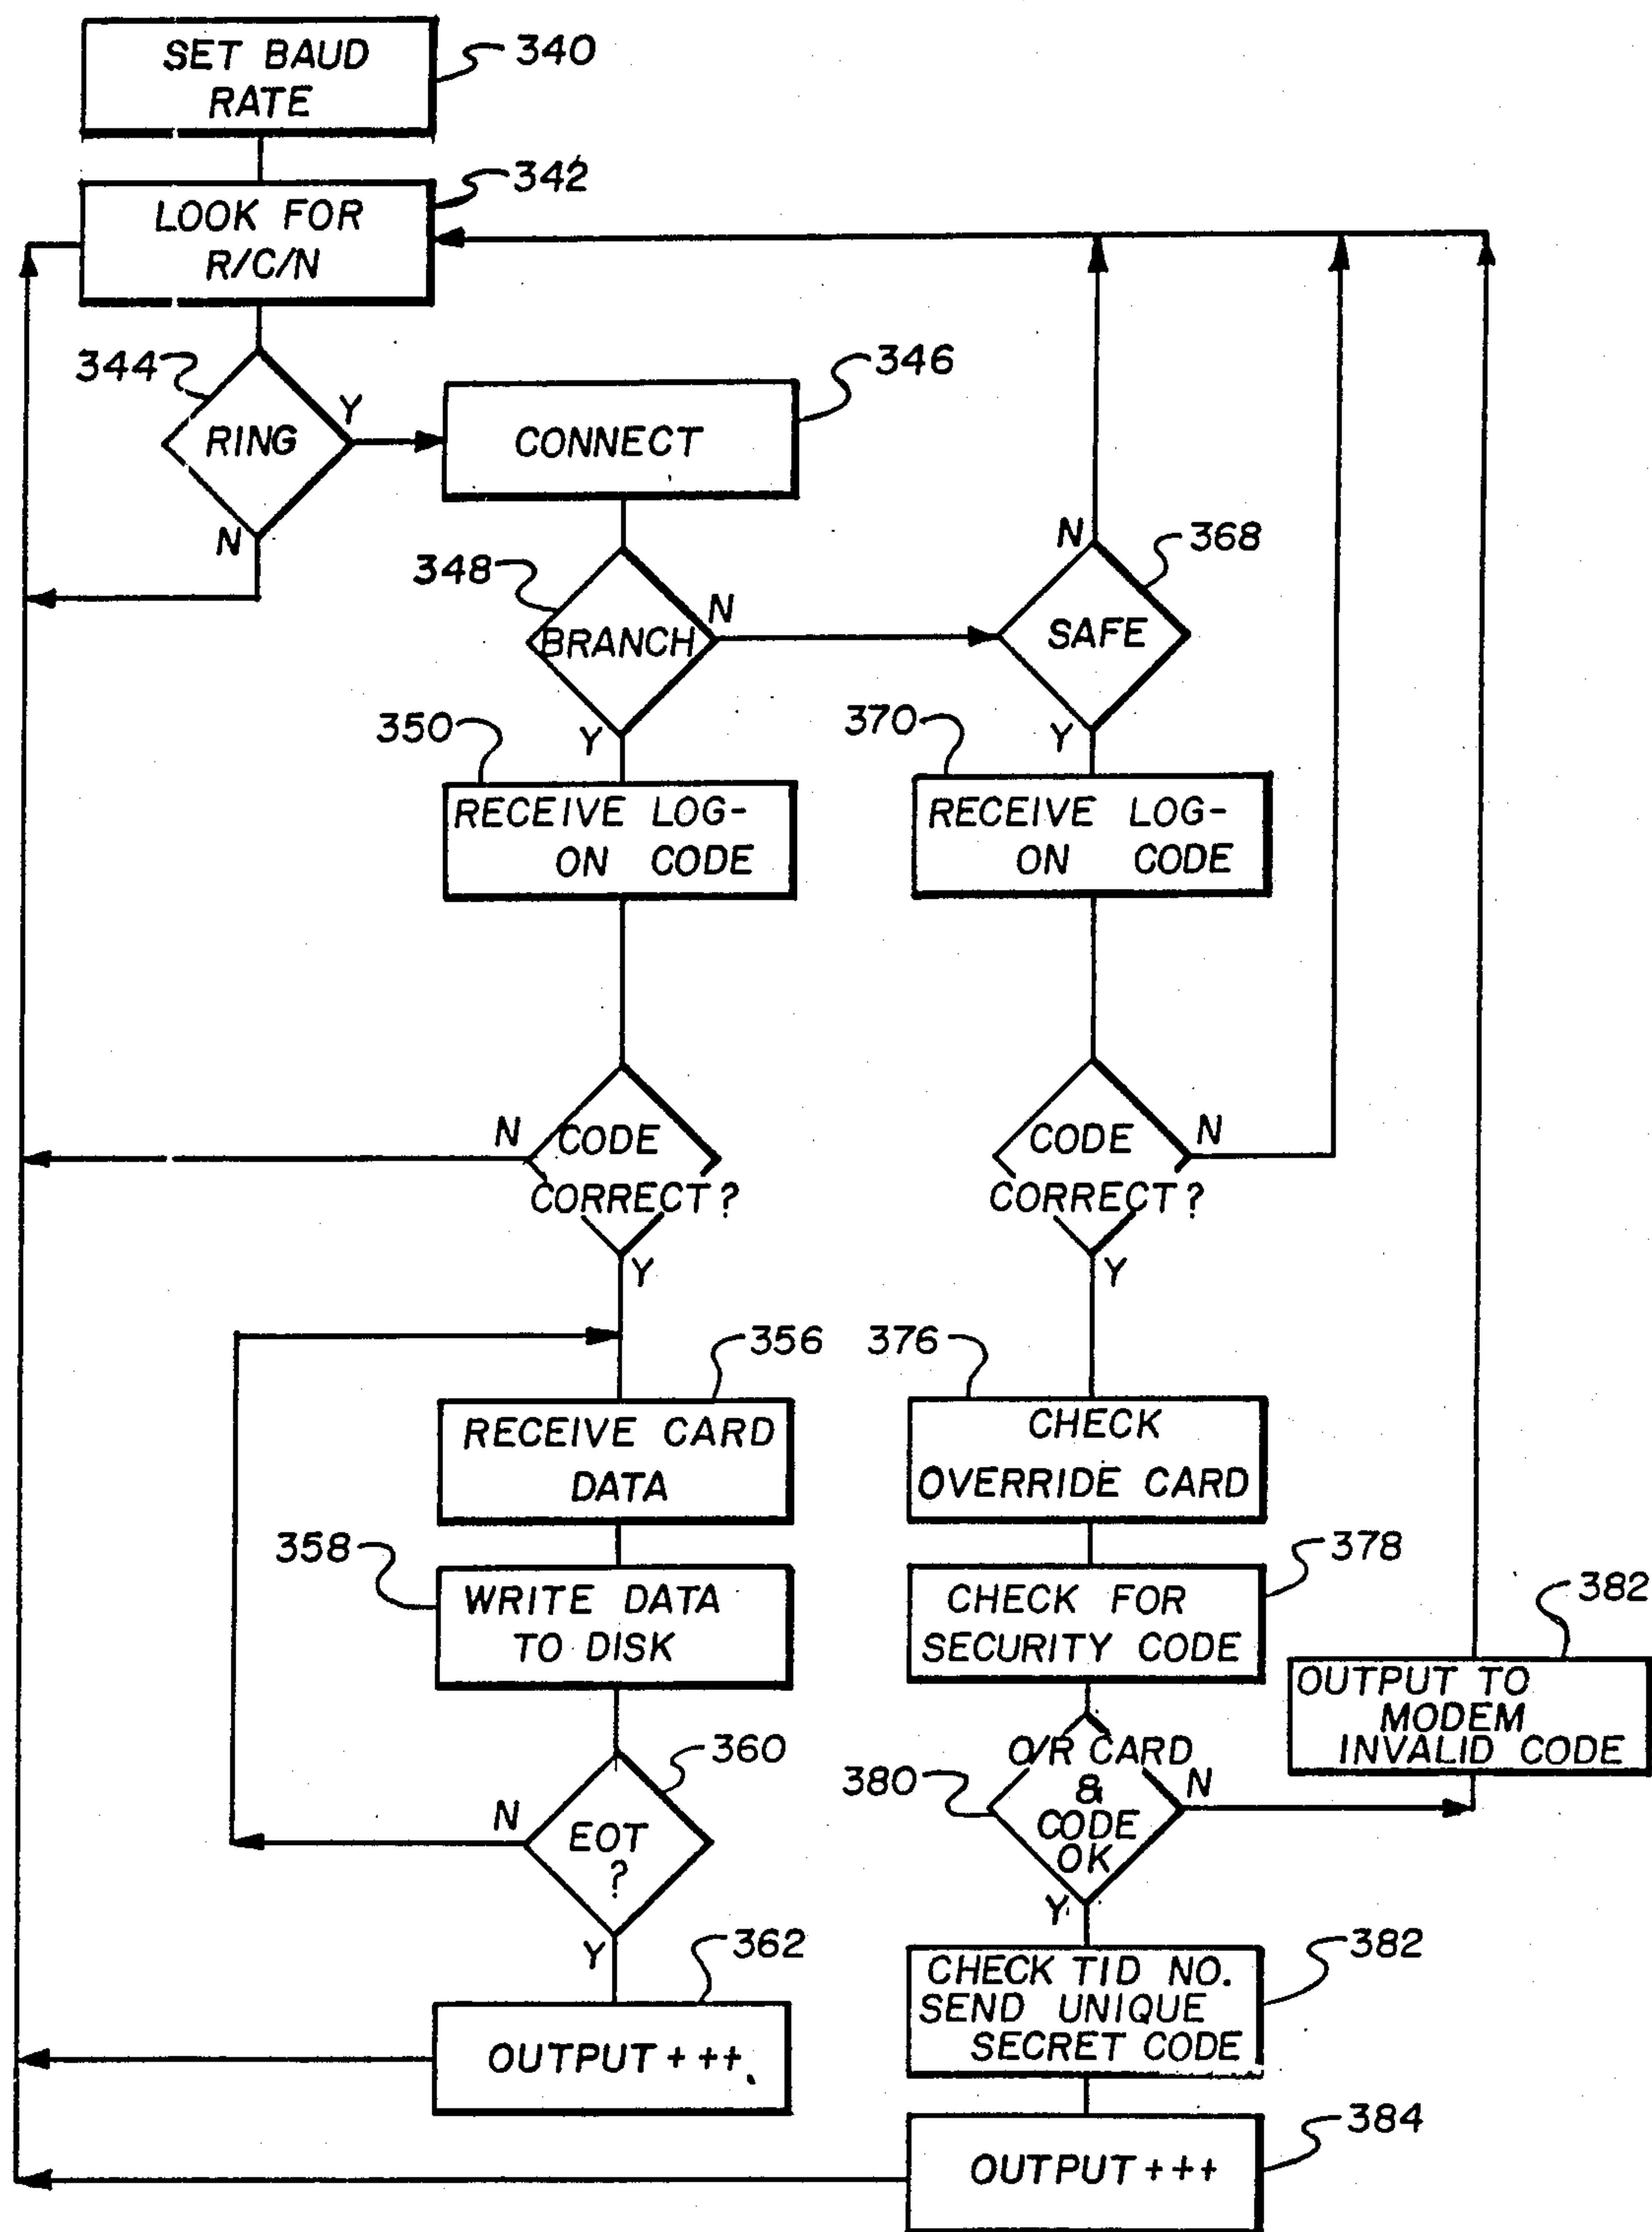 SET BAUD
RATE
340
LOOK FOR
R/C/N
342
344
RING
Y
N
CONNECT
346
348
BRANCH
N
Y
SAFE
368
N
Y
350
RECEIVE LOG-
ON CODE
370
RECEIVE LOG-
ON CODE
N
CODE
CORRECT?
Y
CODE
CORRECT?
N
Y
356
RECEIVE CARD
DATA
376
CHECK
OVERRIDE CARD
358
WRITE DATA
TO DISK
378
CHECK FOR
SECURITY CODE
382
OUTPUT TO
MODEM
INVALID CODE
360
N
EOT
?
Y
380
O/R CARD
&
CODE
OK
N
Y
362
OUTPUT +++
382
CHECK TID NO.
SEND UNIQUE
SECRET CODE
384
OUTPUT +++